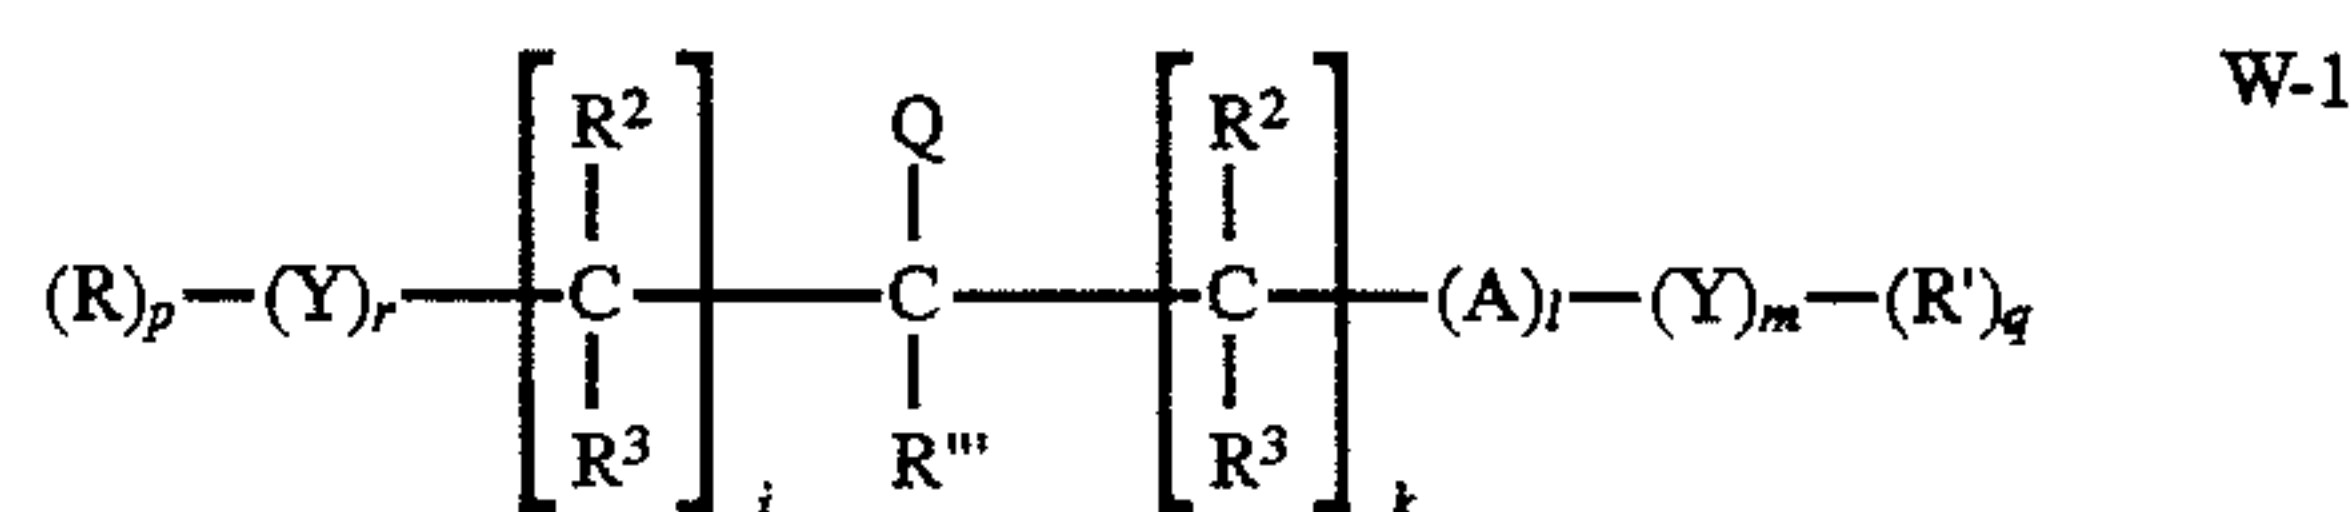 R² Q R² W-1
(R)p—(Y)r—C—C—C—(A)l—(Y)m—(R')q
R³ R''' R³
j k